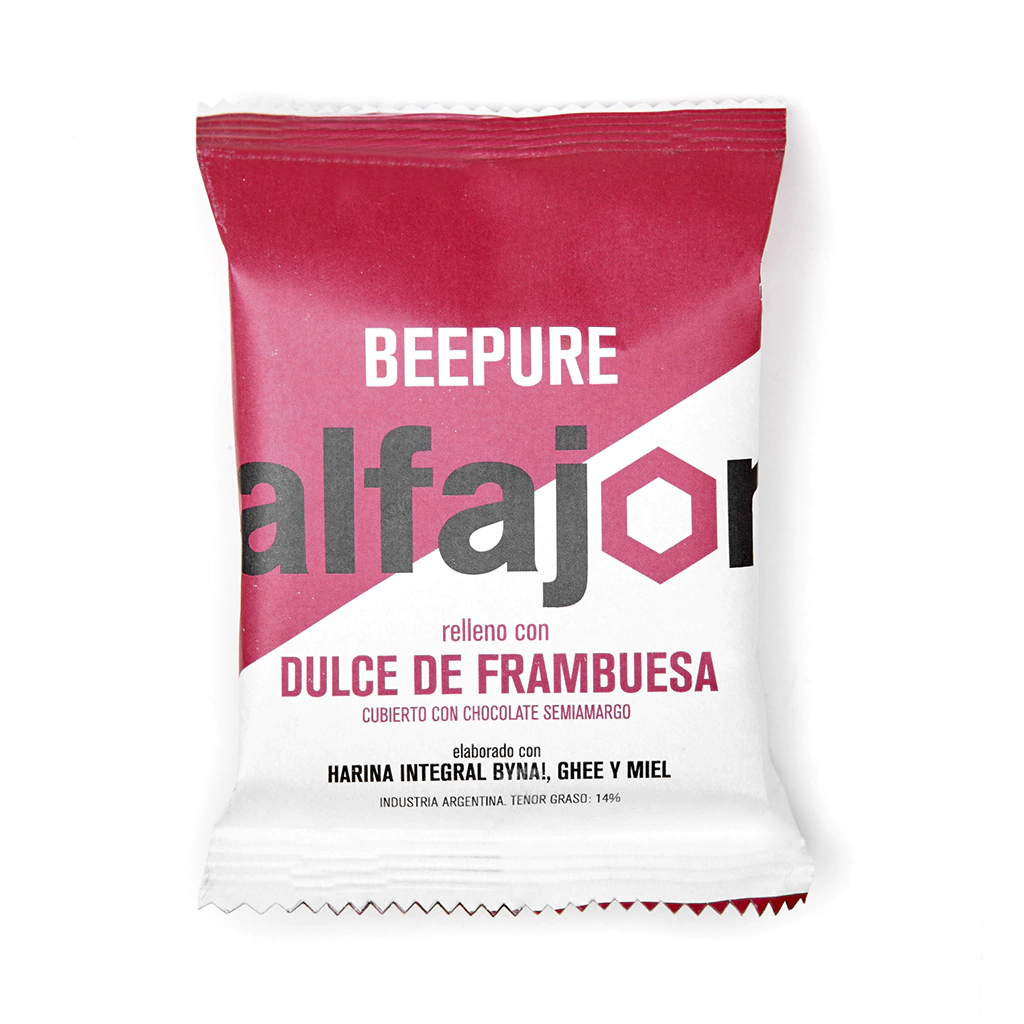 BEEPURE
alfajor
relleno con
DULCE DE FRAMBUESA
CUBIERTO CON CHOCOLATE SEMIAMARGO
elaborado con
HARINA INTEGRAL BYNA!, GHEE Y MIEL
INDUSTRIA ARGENTINA. TENOR GRASO: 14%